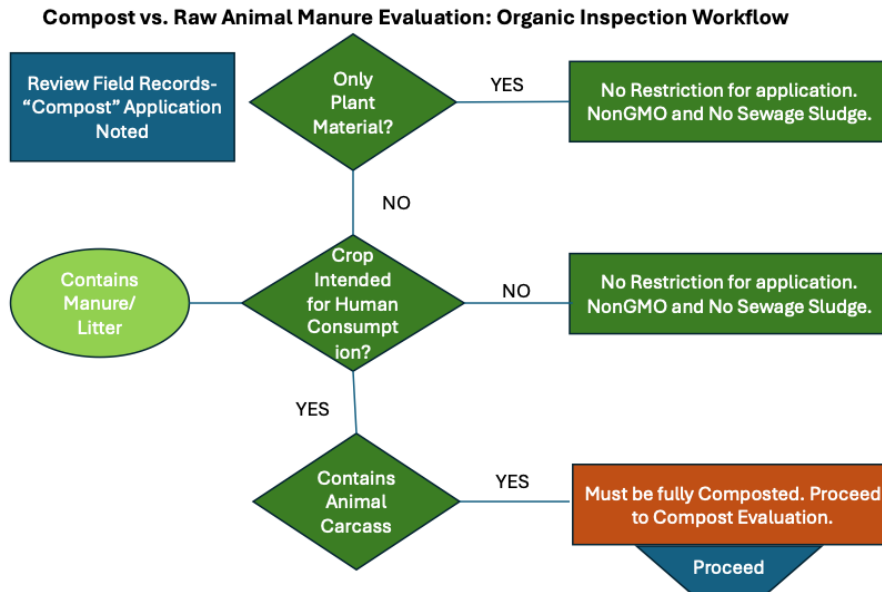 Compost vs. Raw Animal Manure Evaluation: Organic Inspection Workflow
Review Field Records-
“Compost” Application
Noted
Only
Plant
Material?
YES
No Restriction for application.
NonGMO and No Sewage Sludge.
NO
Contains
Manure/
Litter
Crop
Intended
for Human
Consumpt
ion?
NO
No Restriction for application.
NonGMO and No Sewage Sludge.
YES
Contains
Animal
Carcass
YES
Must be fully Composted. Proceed
to Compost Evaluation.
Proceed